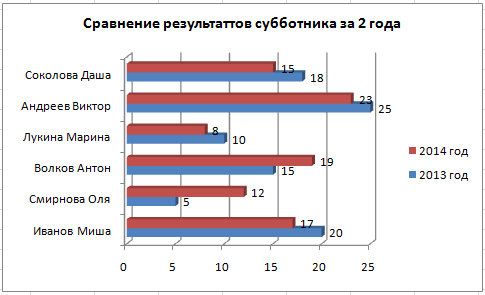 Сравнение результаттов субботника за 2 года
Соколова Даша
15
18
Андреев Виктор
23
25
Лукина Марина
8
10
Волков Антон
19
15
Смирнова Оля
12
5
Иванов Миша
17
20
2014 год
2013 год
0 5 10 15 20 25